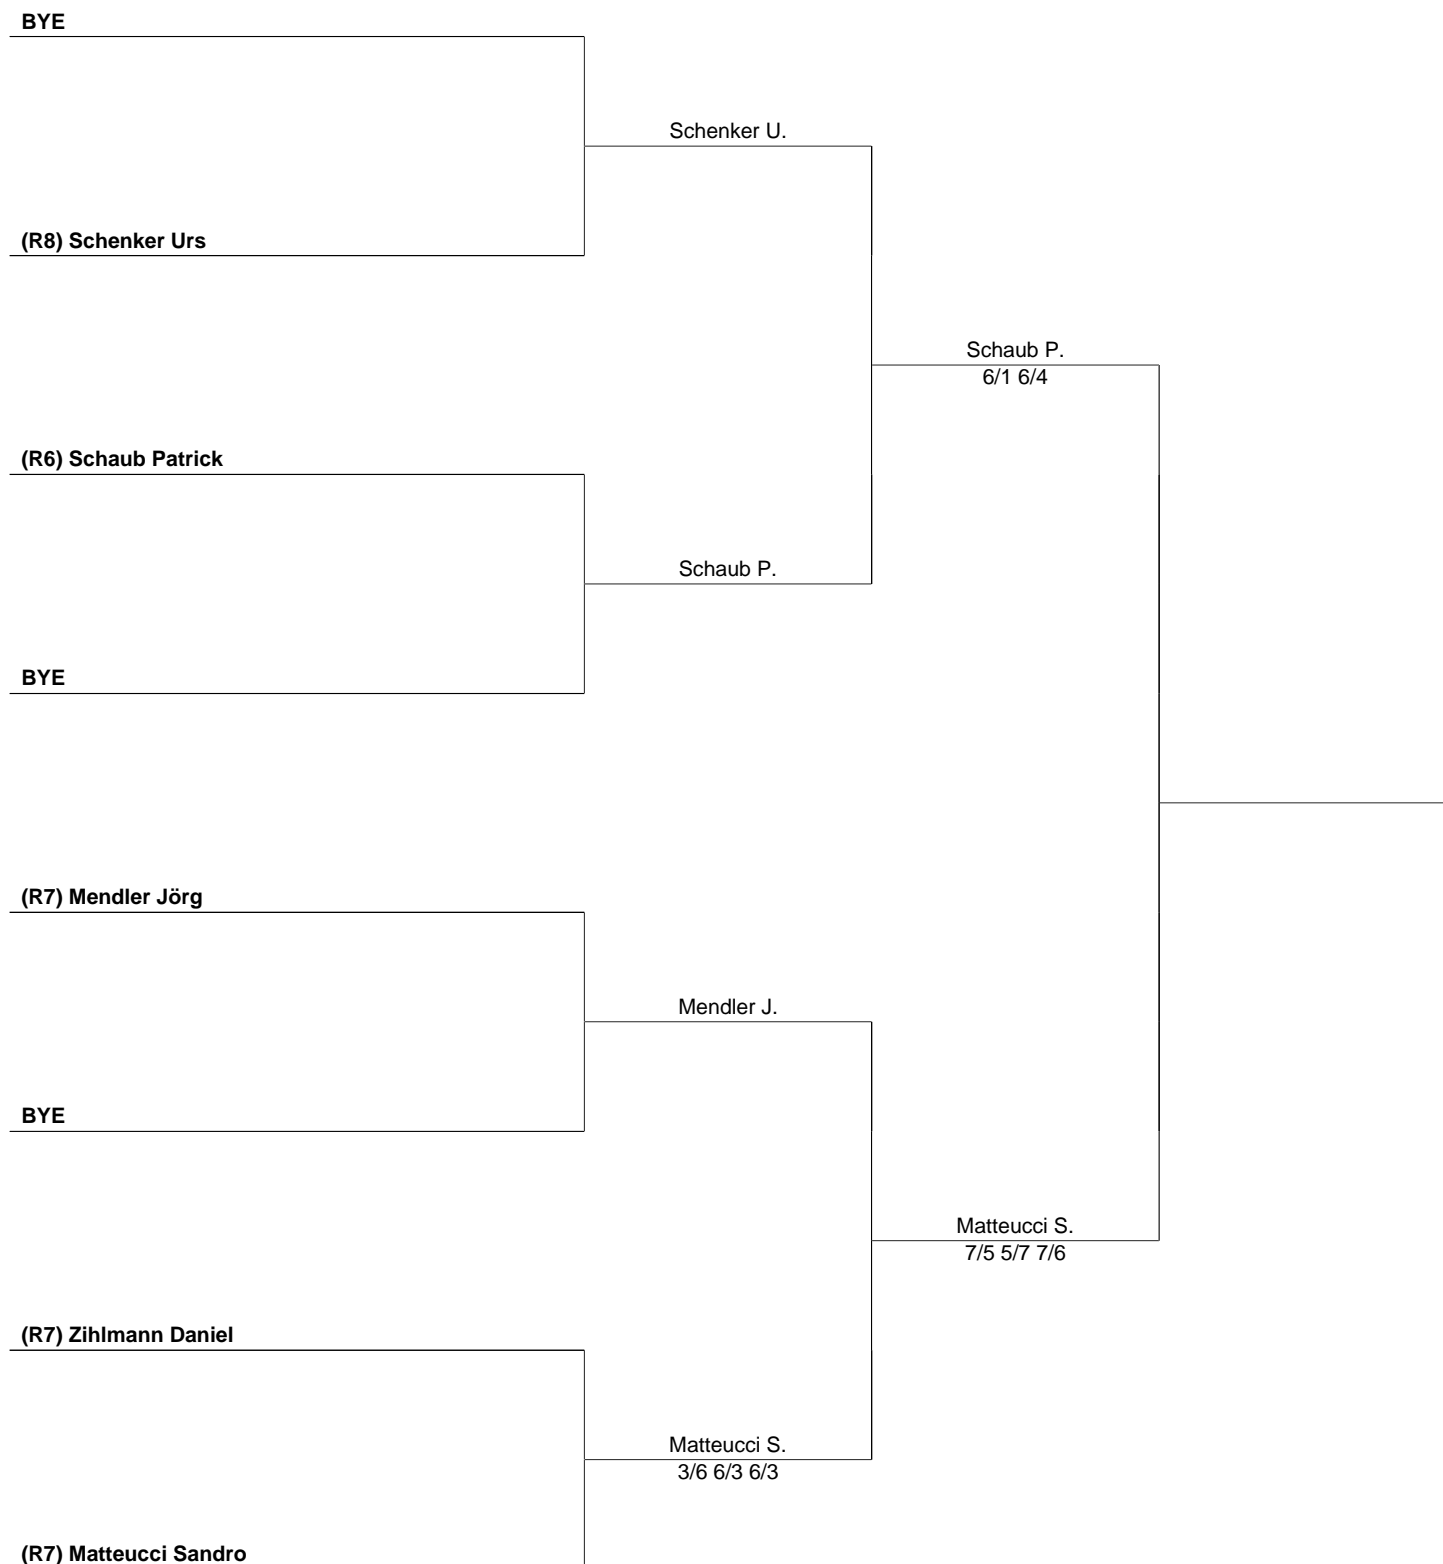 BYE
Schenker U.
(R8) Schenker Urs
Schaub P.
6/1 6/4
(R6) Schaub Patrick
Schaub P.
BYE
(R7) Mendler Jörg
Mendler J.
BYE
Matteucci S.
7/5 5/7 7/6
(R7) Zihlmann Daniel
Matteucci S.
3/6 6/3 6/3
(R7) Matteucci Sandro